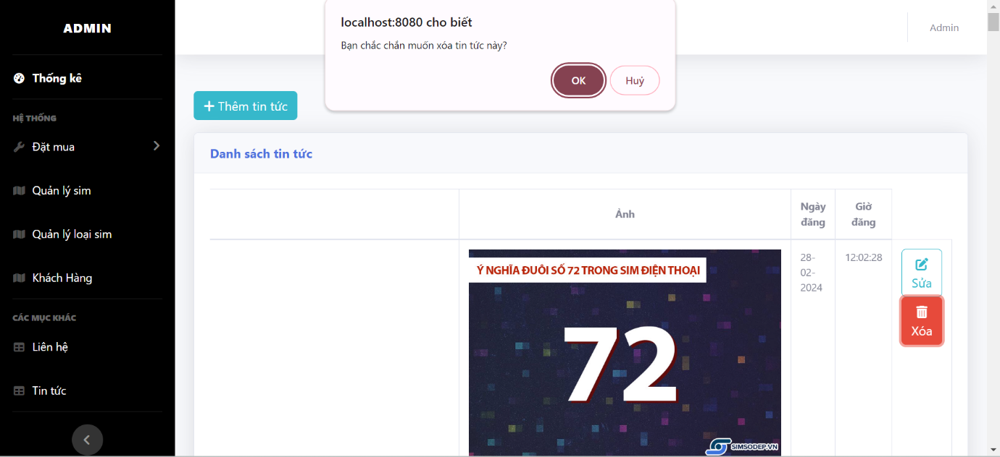 localhost:8080 cho biết
Bạn chắc chắn muốn xóa tin tức này?
OK
Huỷ
ADMIN
Admin
Thống kê
HỆ THỐNG
Đặt mua
Quản lý sim
Quản lý loại sim
Khách Hàng
CÁC MỤC KHÁC
Liên hệ
Tin tức
Thêm tin tức
Danh sách tin tức
Ảnh
Ngày
đăng
Giờ
đăng
Ý NGHĨA ĐUÔI SỐ 72 TRONG SIM ĐIỆN THOẠI
72
SIMSODEP.VN
28-
02-
2024
12:02:28
Sửa
Xóa